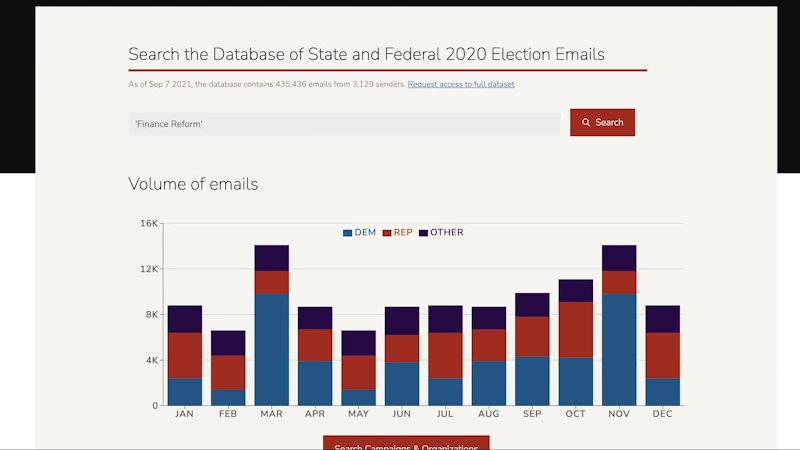 Search the Database of State and Federal 2020 Election Emails
As of Sep 7 2021, the database contains 435,436 emails from 3,129 senders. Request access to full dataset
'Finance Reform'
Search
Volume of emails
16K
DEM REP OTHER
12K
8K
4K
0
JAN FEB MAR APR MAY JUN JUL AUG SEP OCT NOV DEC
Search Campaigns & Organizations